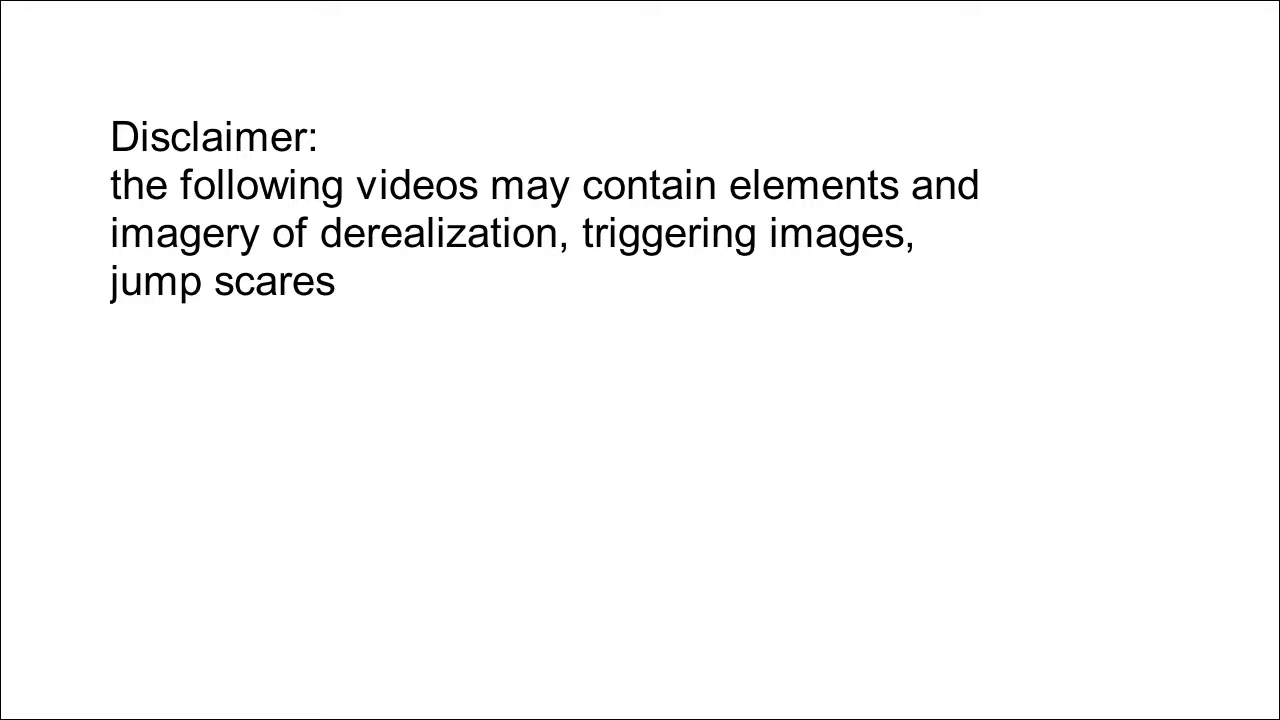 Disclaimer:
the following videos may contain elements and
imagery of derealization, triggering images,
jump scares